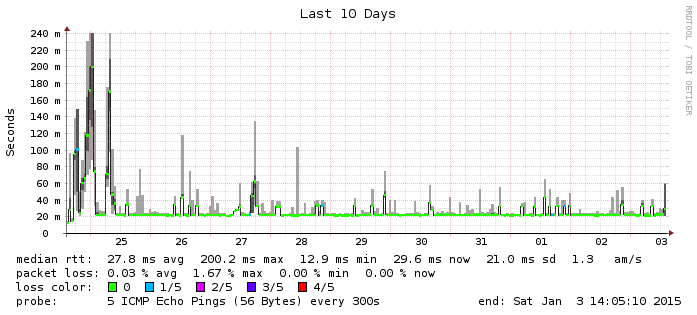 Last 10 Days
RRDTOOL / TOBI OETIKER
Seconds
240 m
220 m
200 m
180 m
160 m
140 m
120 m
100 m
80 m
60 m
40 m
20 m
0
25 26 27 28 29 30 31 01 02 03
median rtt: 27.8 ms avg 200.2 ms max 12.9 ms min 29.6 ms now 21.0 ms sd 1.3 am/s
packet loss: 0.03 % avg 1.67 % max 0.00 % min 0.00 % now
loss color: 0 1/5 2/5 3/5 4/5
probe: 5 ICMP Echo Pings (56 Bytes) every 300s end: Sat Jan 3 14:05:10 2015